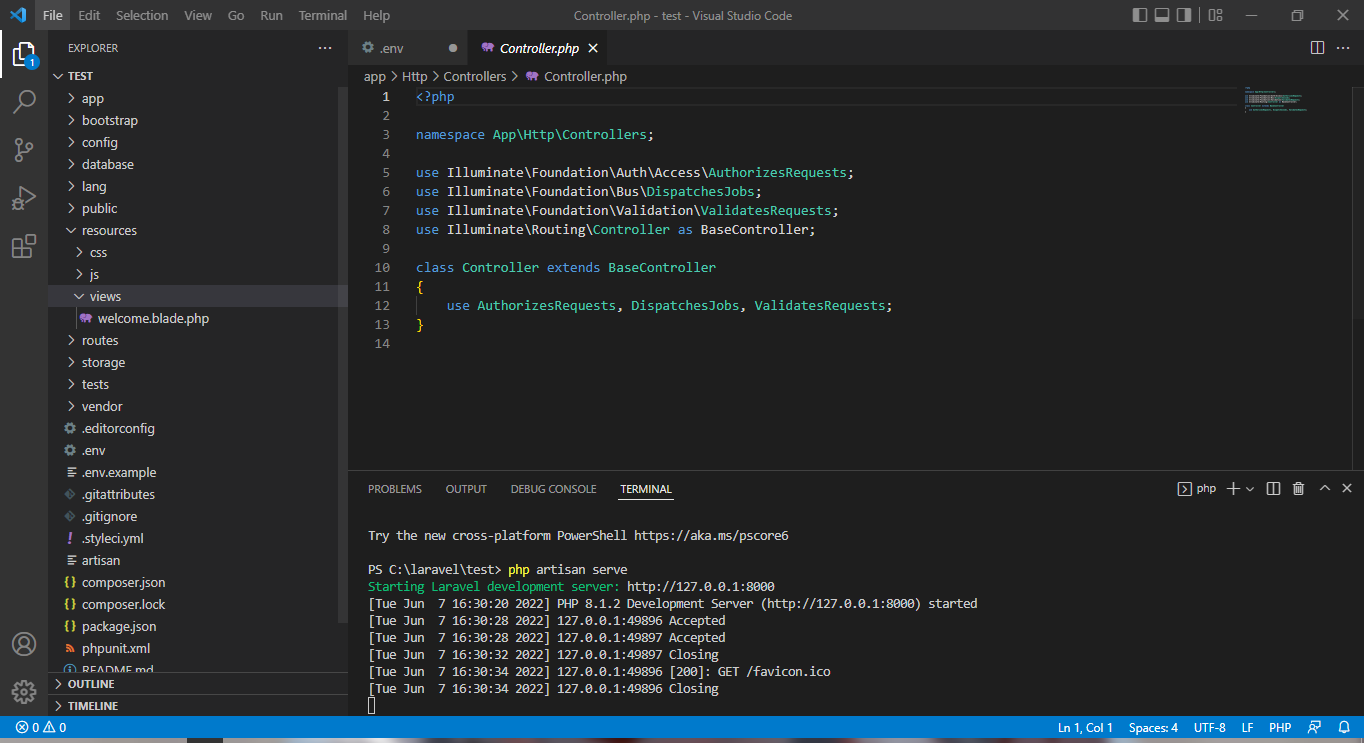 File Edit Selection View Go Run Terminal Help Controller.php - test - Visual Studio Code
EXPLORER
1
TEST
app
bootstrap
config
database
lang
public
resources
css
js
views
welcome.blade.php
routes
storage
tests
vendor
.editorconfig
.env
.env.example
.gitattributes
.gitignore
.styleci.yml
artisan
composer.json
composer.lock
package.json
phpunit.xml
README.md
OUTLINE
TIMELINE
.env Controller.php
app > Http > Controllers > Controller.php
1 <?php
2
3 namespace App\Http\Controllers;
4
5 use Illuminate\Foundation\Auth\Access\AuthorizesRequests;
6 use Illuminate\Foundation\Bus\DispatchesJobs;
7 use Illuminate\Foundation\Validation\ValidatesRequests;
8 use Illuminate\Routing\Controller as BaseController;
9
10 class Controller extends BaseController
11 {
12 use AuthorizesRequests, DispatchesJobs, ValidatesRequests;
13 }
14
PROBLEMS OUTPUT DEBUG CONSOLE TERMINAL php
Try the new cross-platform PowerShell https://aka.ms/pscore6
PS C:\laravel\test> php artisan serve
Starting Laravel development server: http://127.0.0.1:8000
[Tue Jun  7 16:30:20 2022] PHP 8.1.2 Development Server (http://127.0.0.1:8000) started
[Tue Jun  7 16:30:28 2022] 127.0.0.1:49896 Accepted
[Tue Jun  7 16:30:28 2022] 127.0.0.1:49897 Accepted
[Tue Jun  7 16:30:32 2022] 127.0.0.1:49897 Closing
[Tue Jun  7 16:30:34 2022] 127.0.0.1:49896 [200]: GET /favicon.ico
[Tue Jun  7 16:30:34 2022] 127.0.0.1:49896 Closing
0 0 Ln 1, Col 1 Spaces: 4 UTF-8 LF PHP